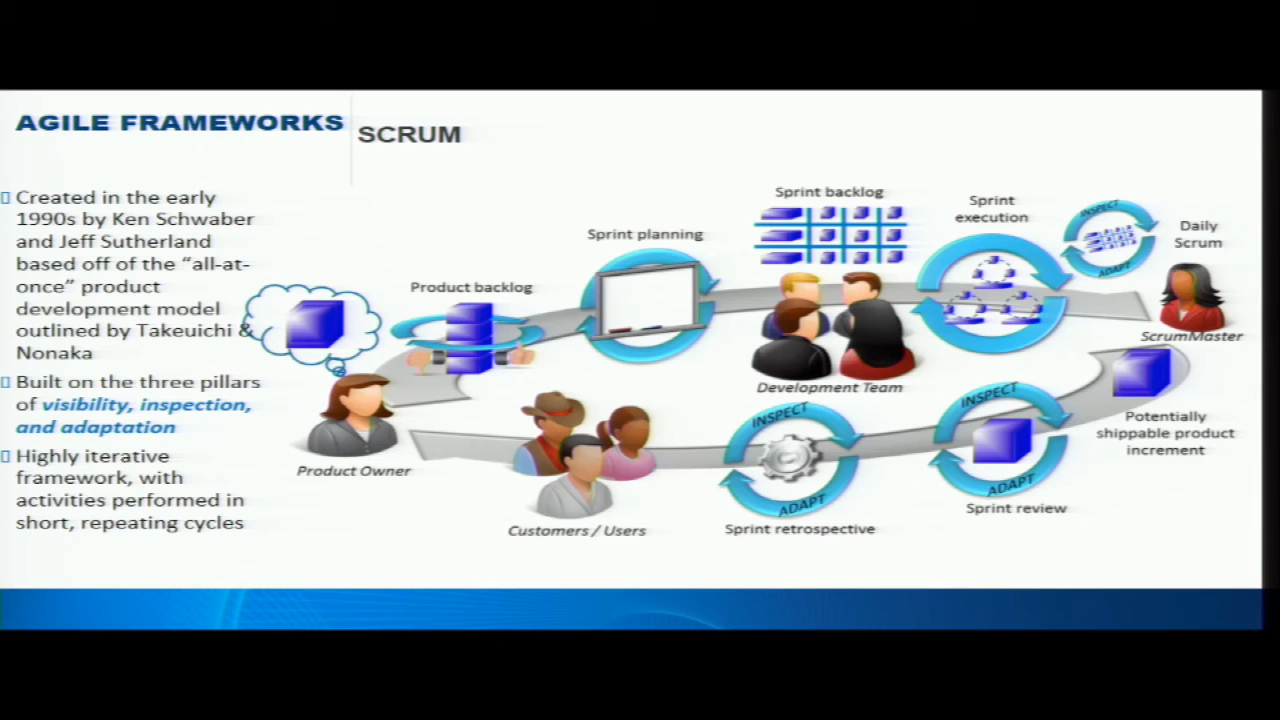 AGILE FRAMEWORKS
SCRUM
Created in the early
1990s by Ken Schwaber
and Jeff Sutherland
based off of the “all-at-
once” product
development model
outlined by Takeuichi &
Nonaka
Built on the three pillars
of visibility, inspection,
and adaptation
Highly iterative
framework, with
activities performed in
short, repeating cycles
Product Owner
Product backlog
Sprint planning
Sprint backlog
Development Team
Sprint
execution
INSPECT
ADAPT
Daily
Scrum
ScrumMaster
Potentially
shippable product
increment
INSPECT
ADAPT
Sprint review
INSPECT
ADAPT
Sprint retrospective
Customers / Users